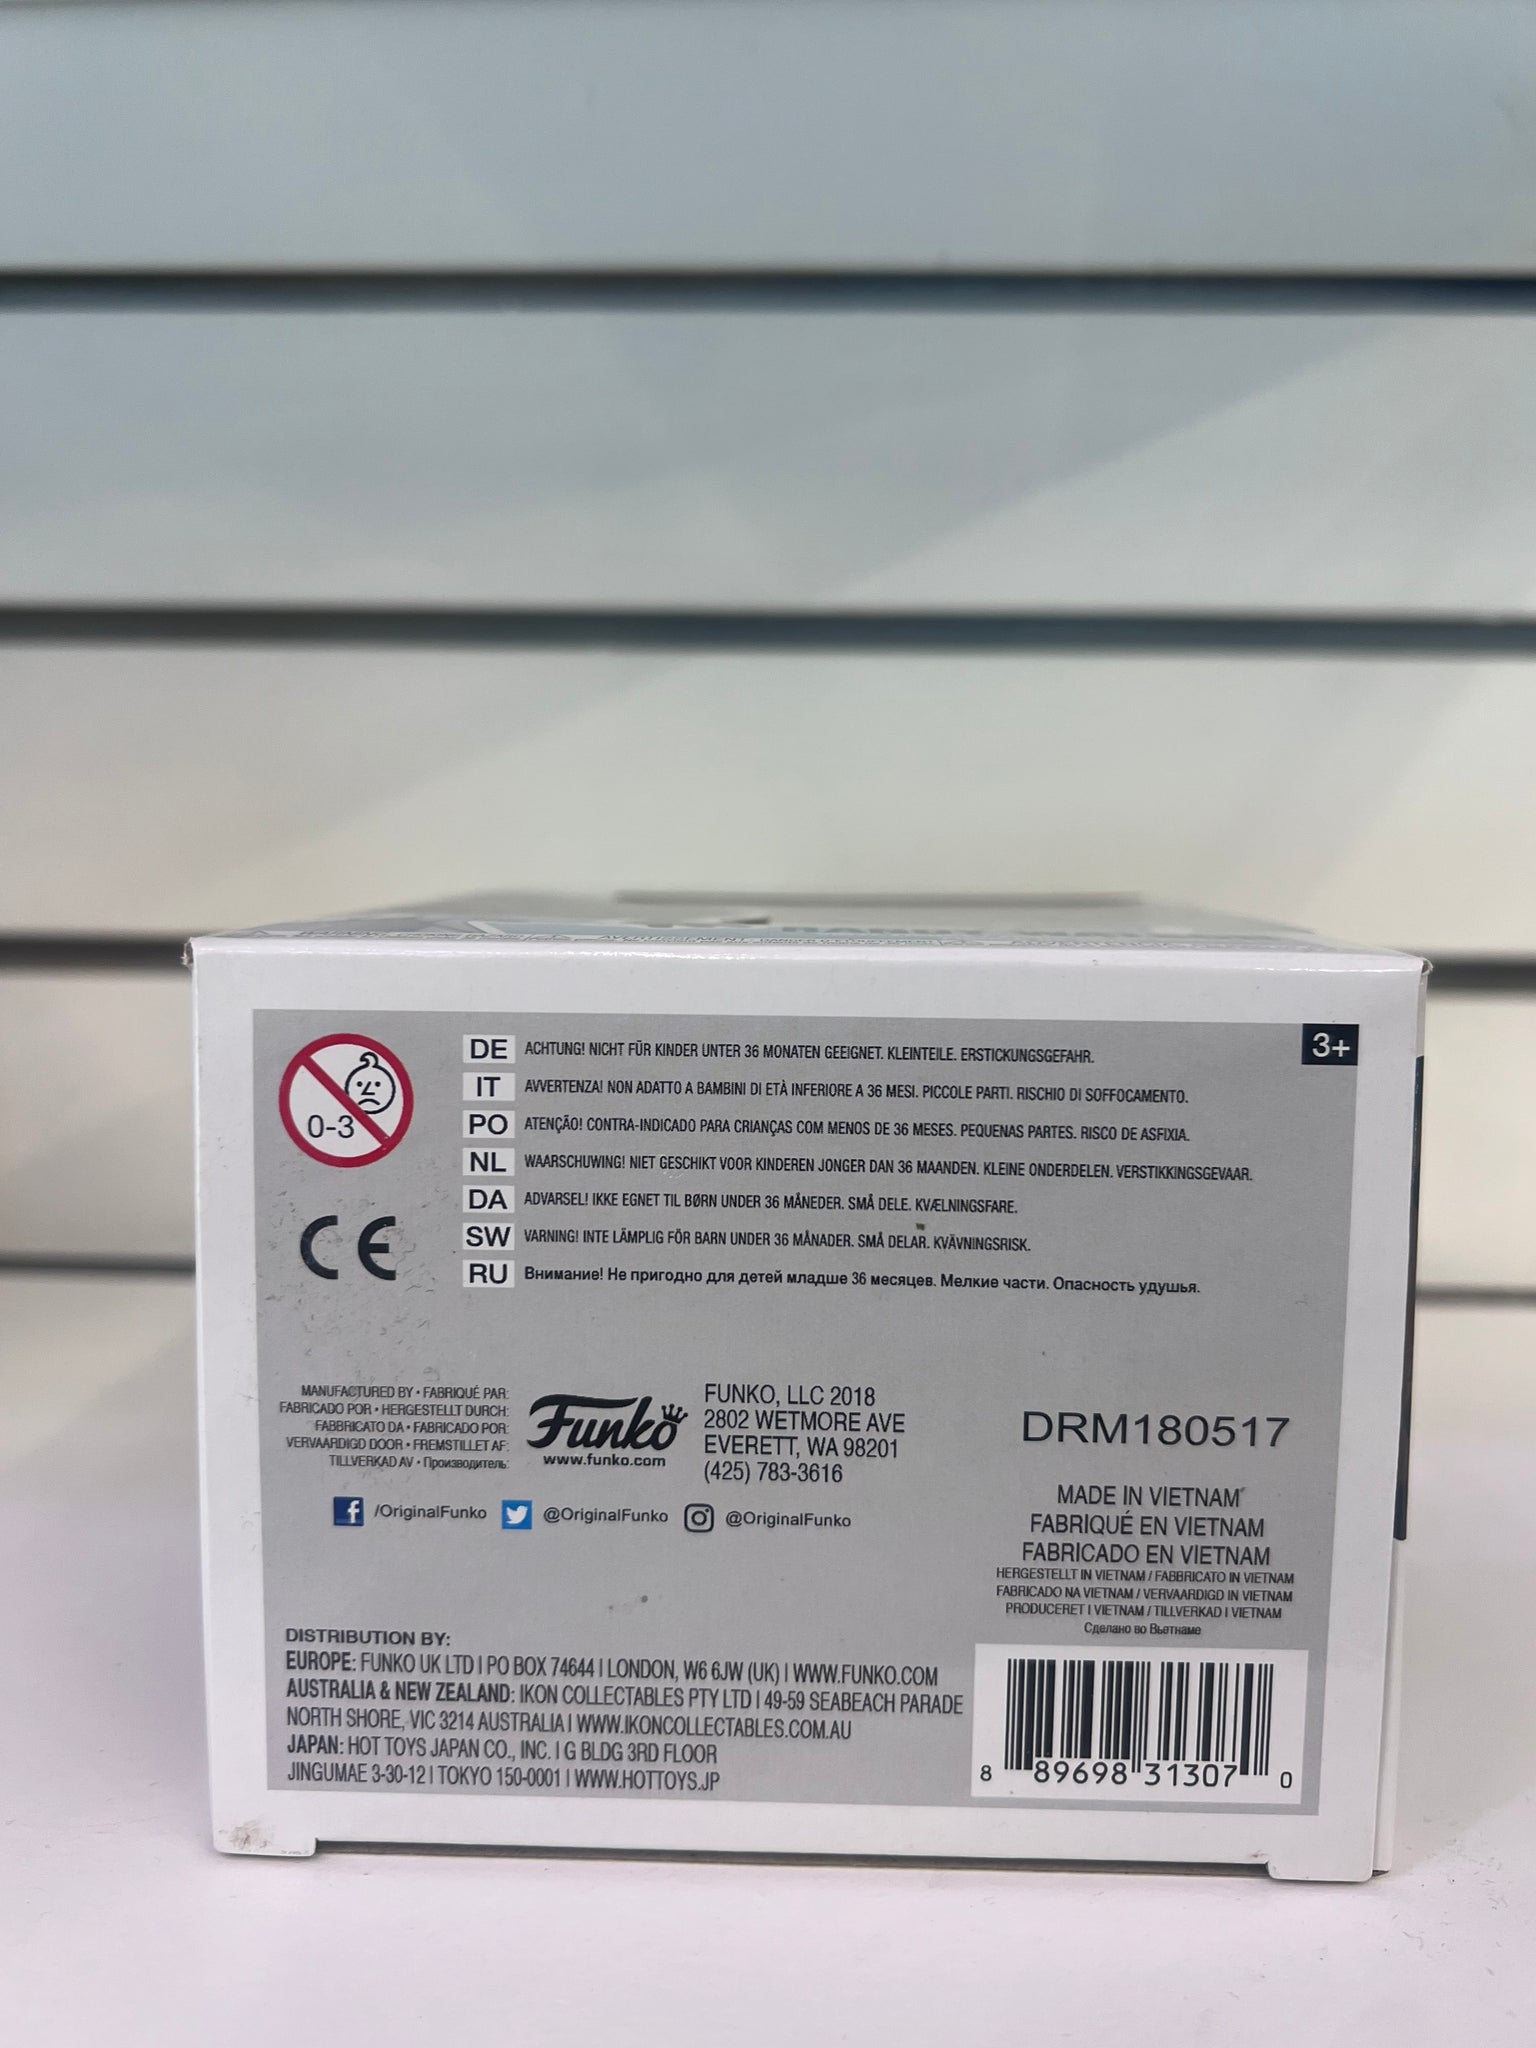 0-3
CE
DE ACHTUNG! NICHT FÜR KINDER UNTER 36 MONATEN GEEIGNET. KLEINTEILE. ERSTICKUNGSGEFAHR.
3+
IT AVVERTENZA! NON ADATTO A BAMBINI DI ETÀ INFERIORE A 36 MESI. PICCOLE PARTI. RISCHIO DI SOFFOCAMENTO.
PO ATENÇÃO! CONTRA-INDICADO PARA CRIANÇAS COM MENOS DE 36 MESES. PEQUENAS PARTES. RISCO DE ASFIXIA.
NL WAARSCHUWING! NIET GESCHIKT VOOR KINDEREN JONGER DAN 36 MAANDEN. KLEINE ONDERDELEN. VERSTIKKINGSGEVAAR.
DA ADVARSEL! IKKE EGNET TIL BØRN UNDER 36 MÅNEDER. SMÅ DELE. KVÆLNINGSFARE.
SW VARNING! INTE LÄMPLIG FÖR BARN UNDER 36 MÅNADER. SMÅ DELAR. KVÄVNINGSRISK.
RU Внимание! Не пригодно для детей младше 36 месяцев. Мелкие части. Опасность удушья.
MANUFACTURED BY • FABRIQUÉ PAR:
FABRICADO POR • HERGESTELLT DURCH:
FABBRICATO DA • FABRICADO POR:
VERVAARDIGD DOOR • FREMSTILLET AF:
TILLVERKAD AV • Производитель:
Funko
www.funko.com
FUNKO, LLC 2018
2802 WETMORE AVE
EVERETT, WA 98201
(425) 783-3616
/OriginalFunko @OriginalFunko @OriginalFunko
DRM180517
MADE IN VIETNAM
FABRIQUÉ EN VIETNAM
FABRICADO EN VIETNAM
HERGESTELLT IN VIETNAM / FABBRICATO IN VIETNAM
FABRICADO NA VIETNAM / VERVAARDIGD IN VIETNAM
PRODUCERET I VIETNAM / TILLVERKAD I VIETNAM
Сделано во Вьетнаме
DISTRIBUTION BY:
EUROPE: FUNKO UK LTD | PO BOX 74644 | LONDON, W6 6JW (UK) | WWW.FUNKO.COM
AUSTRALIA & NEW ZEALAND: IKON COLLECTABLES PTY LTD | 49-59 SEABEACH PARADE
NORTH SHORE, VIC 3214 AUSTRALIA | WWW.IKONCOLLECTABLES.COM.AU
JAPAN: HOT TOYS JAPAN CO., INC. | G BLDG 3RD FLOOR
JINGUMAE 3-30-12 | TOKYO 150-0001 | WWW.HOTTOYS.JP
8 89698 31307 0